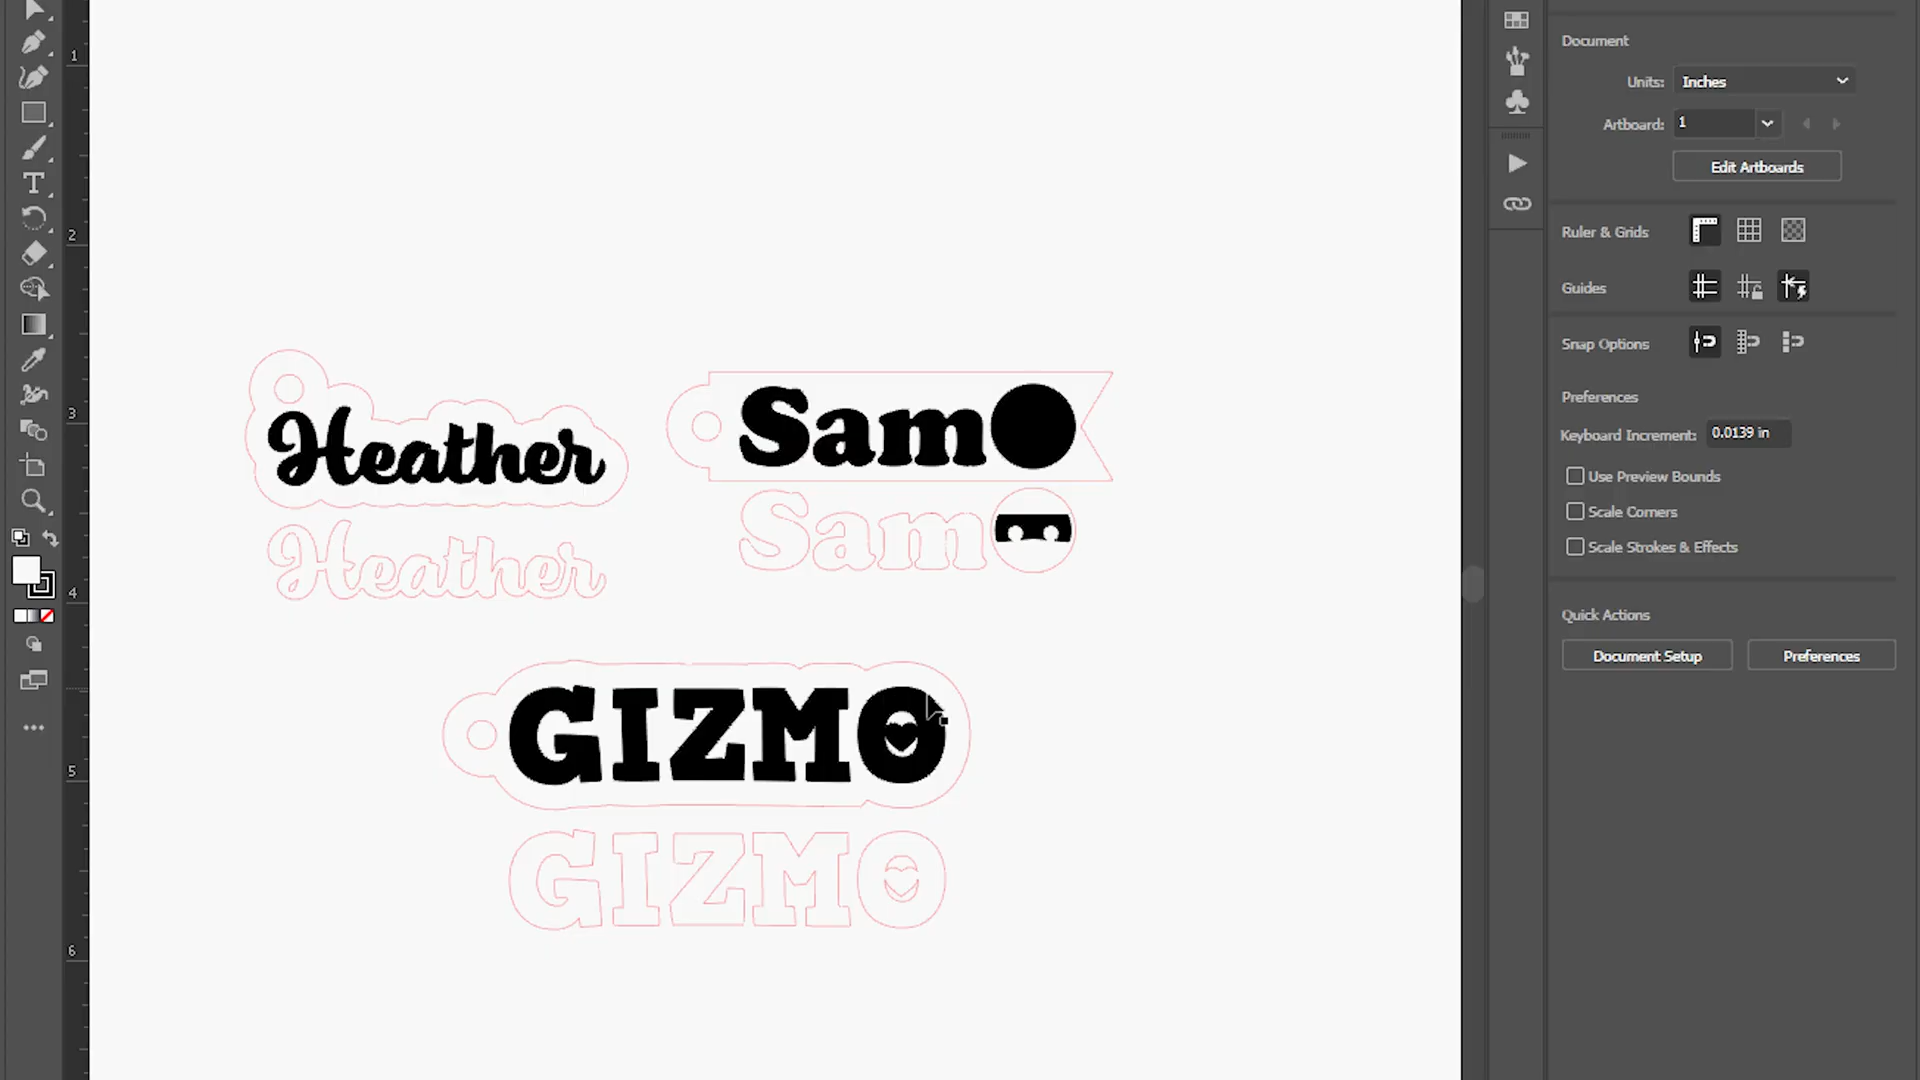 1
2
3
4
5
6
Heather
Heather
Sam
Sam
GIZMO
GIZMO
Document
Units: Inches
Artboard: 1
Edit Artboards
Ruler & Grids
Guides
Snap Options
Preferences
Keyboard Increment: 0.0139 in
Use Preview Bounds
Scale Corners
Scale Strokes & Effects
Quick Actions
Document Setup Preferences